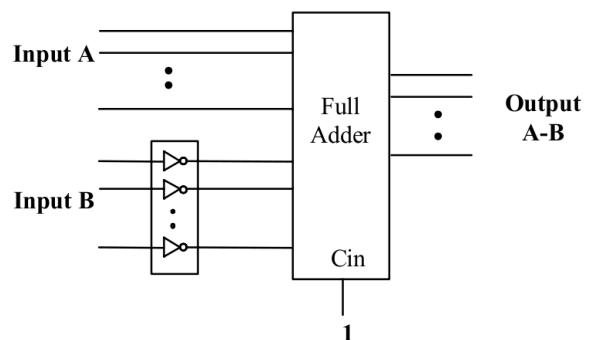 Input A
Full
Adder
Output
A-B
Input B
Cin
1